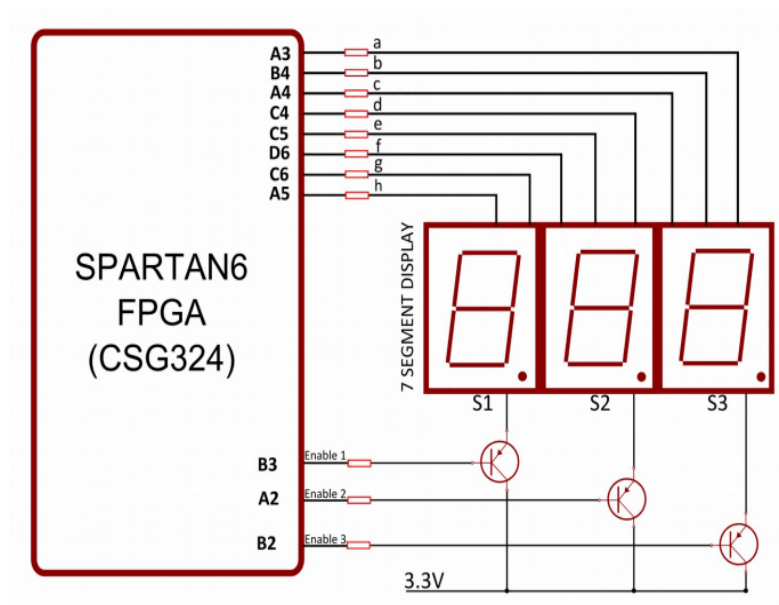 A3 a
B4 b
A4 c
C4 d
C5 e
D6 f
C6 g
A5 h
SPARTAN6
FPGA
(CSG324)
7 SEGMENT DISPLAY
S1 S2 S3
B3 Enable 1
A2 Enable 2
B2 Enable 3
3.3V